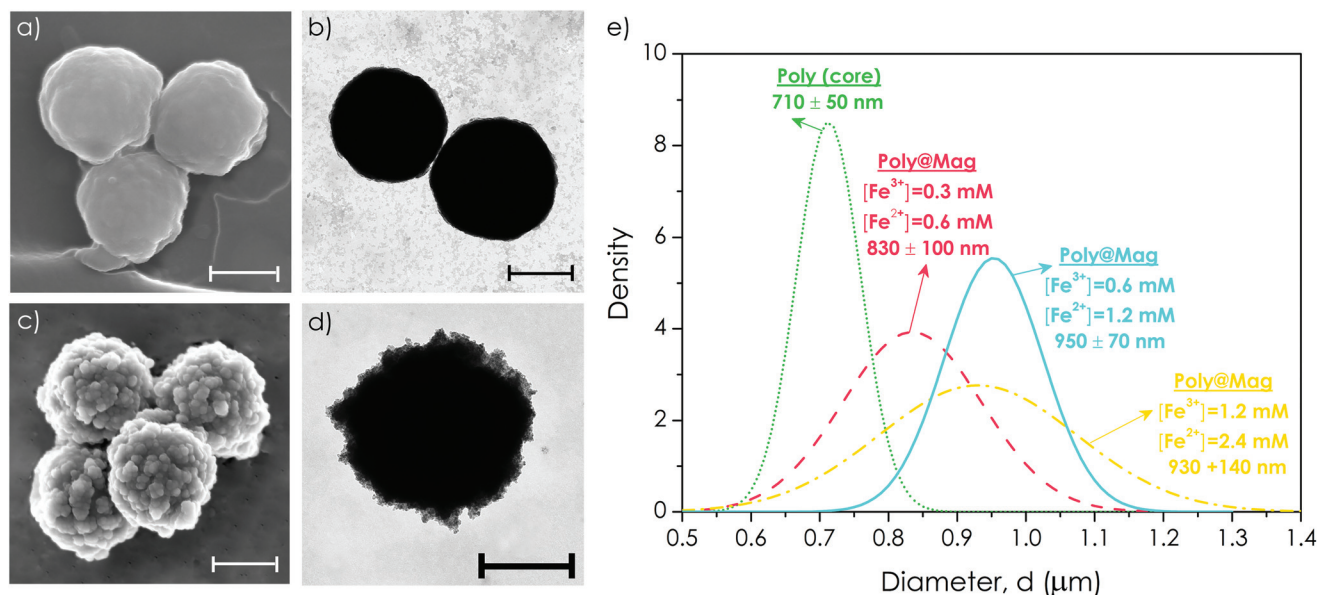 a)
b)
c)
d)
e)
10
8
6
4
2
0
Density
Poly (core)
710 ± 50 nm
Poly@Mag
[Fe³⁺]=0.3 mM
[Fe²⁺]=0.6 mM
830 ± 100 nm
Poly@Mag
[Fe³⁺]=0.6 mM
[Fe²⁺]=1.2 mM
950 ± 70 nm
Poly@Mag
[Fe³⁺]=1.2 mM
[Fe²⁺]=2.4 mM
930 +140 nm
0.5 0.6 0.7 0.8 0.9 1.0 1.1 1.2 1.3 1.4
Diameter, d (μm)